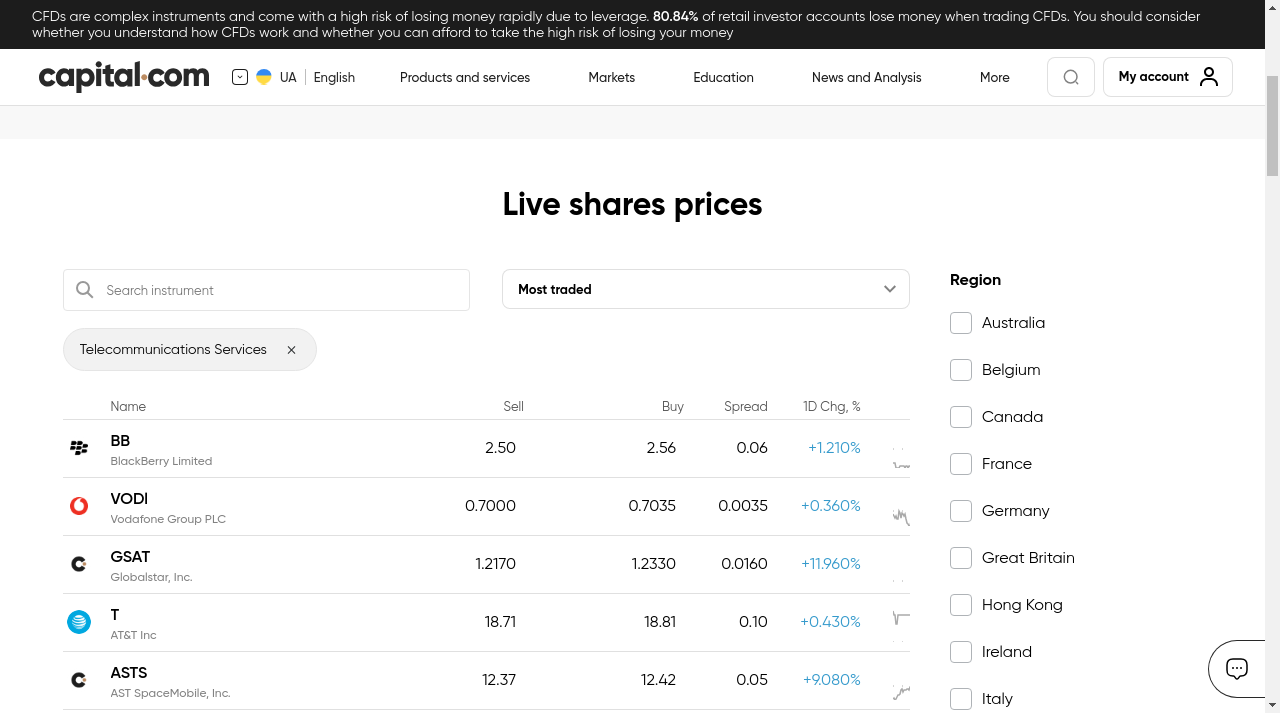 CFDs are complex instruments and come with a high risk of losing money rapidly due to leverage. 80.84% of retail investor accounts lose money when trading CFDs. You should consider
whether you understand how CFDs work and whether you can afford to take the high risk of losing your money
capital.com
UA English
Products and services
Markets
Education
News and Analysis
More
My account
Live shares prices
Search instrument
Most traded
Telecommunications Services
Name Sell Buy Spread 1D Chg, %
BB 2.50 2.56 0.06 +1.210%
BlackBerry Limited
VODl 0.7000 0.7035 0.0035 +0.360%
Vodafone Group PLC
GSAT 1.2170 1.2330 0.0160 +11.960%
Globalstar, Inc.
T 18.71 18.81 0.10 +0.430%
AT&T Inc
ASTS 12.37 12.42 0.05 +9.080%
AST SpaceMobile, Inc.
Region
Australia
Belgium
Canada
France
Germany
Great Britain
Hong Kong
Ireland
Italy